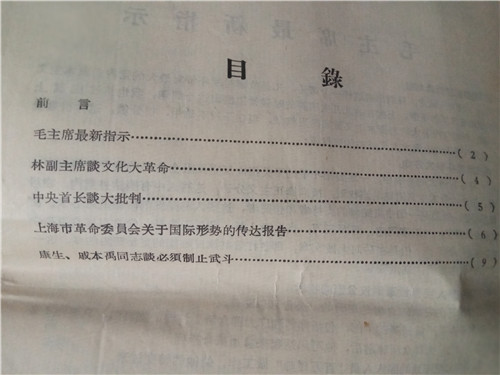 目 錄
前 言
毛主席最新指示……………………………………(2)
林副主席談文化大革命……………………………(4)
中央首长談大批判…………………………………(5)
上海市革命委員会关于国际形势的传达报告……(6)
康生、戚本禹同志談必須制止武斗………………(9)